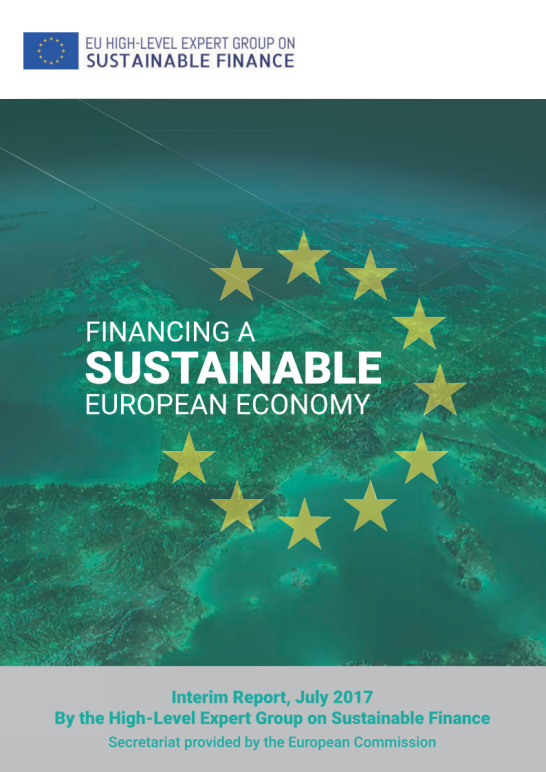 EU HIGH-LEVEL EXPERT GROUP ON
SUSTAINABLE FINANCE
FINANCING A
SUSTAINABLE
EUROPEAN ECONOMY
Interim Report, July 2017
By the High-Level Expert Group on Sustainable Finance
Secretariat provided by the European Commission